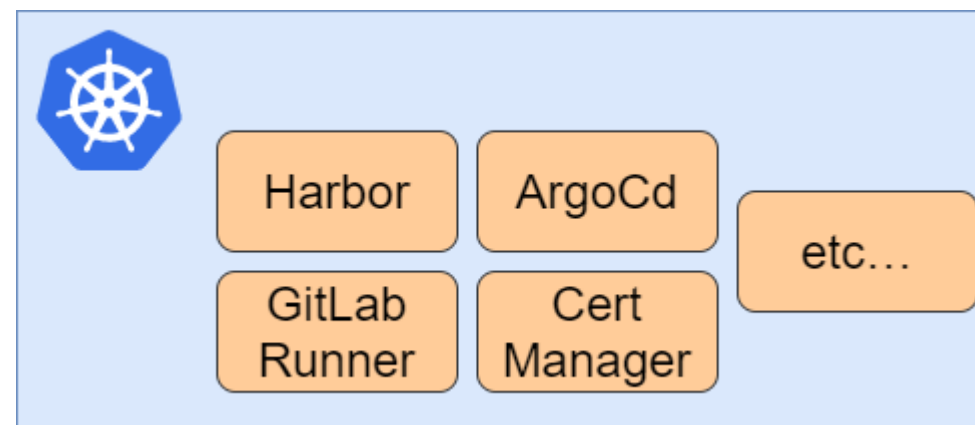 Harbor
ArgoCd
etc…
GitLab
Runner
Cert
Manager